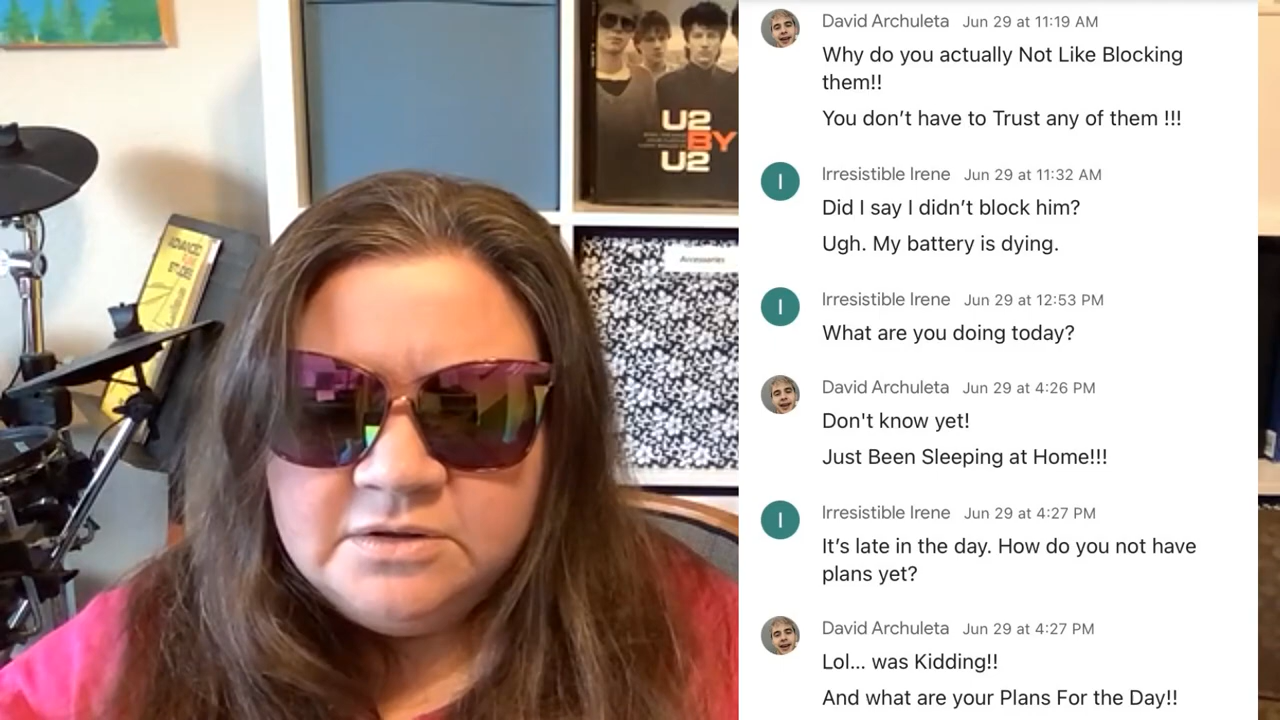 U2
BY
U2
ADVANCED
FUNK
STUDIES
Accessories
David Archuleta Jun 29 at 11:19 AM
Why do you actually Not Like Blocking
them!!
You don’t have to Trust any of them !!!
I
Irresistible Irene Jun 29 at 11:32 AM
Did I say I didn’t block him?
Ugh. My battery is dying.
I
Irresistible Irene Jun 29 at 12:53 PM
What are you doing today?
David Archuleta Jun 29 at 4:26 PM
Don't know yet!
Just Been Sleeping at Home!!!
I
Irresistible Irene Jun 29 at 4:27 PM
It’s late in the day. How do you not have
plans yet?
David Archuleta Jun 29 at 4:27 PM
Lol... was Kidding!!
And what are your Plans For the Day!!